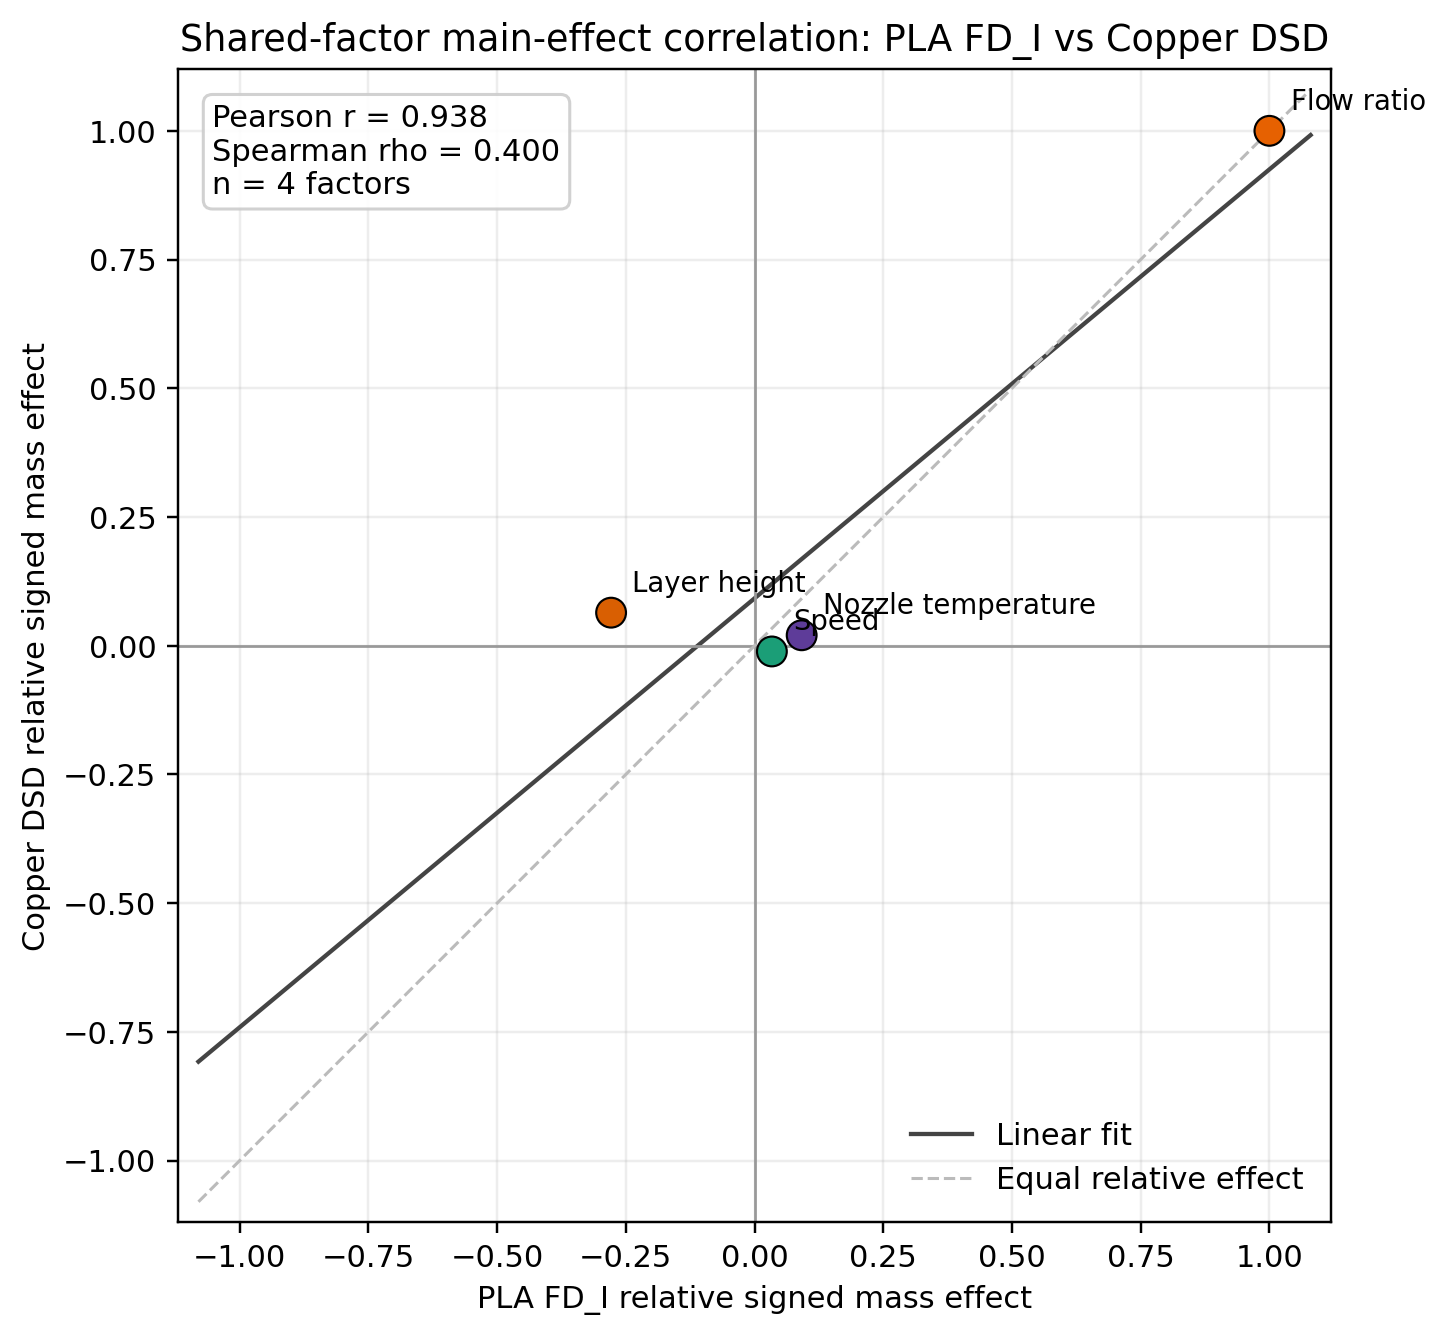 Shared-factor main-effect correlation: PLA FD_I vs Copper DSD
Pearson r = 0.938
Spearman rho = 0.400
n = 4 factors
Flow ratio
Layer height
Nozzle temperature
Speed
Linear fit
Equal relative effect
Copper DSD relative signed mass effect
1.00
0.75
0.50
0.25
0.00
−0.25
−0.50
−0.75
−1.00
−1.00 −0.75 −0.50 −0.25 0.00 0.25 0.50 0.75 1.00
PLA FD_I relative signed mass effect